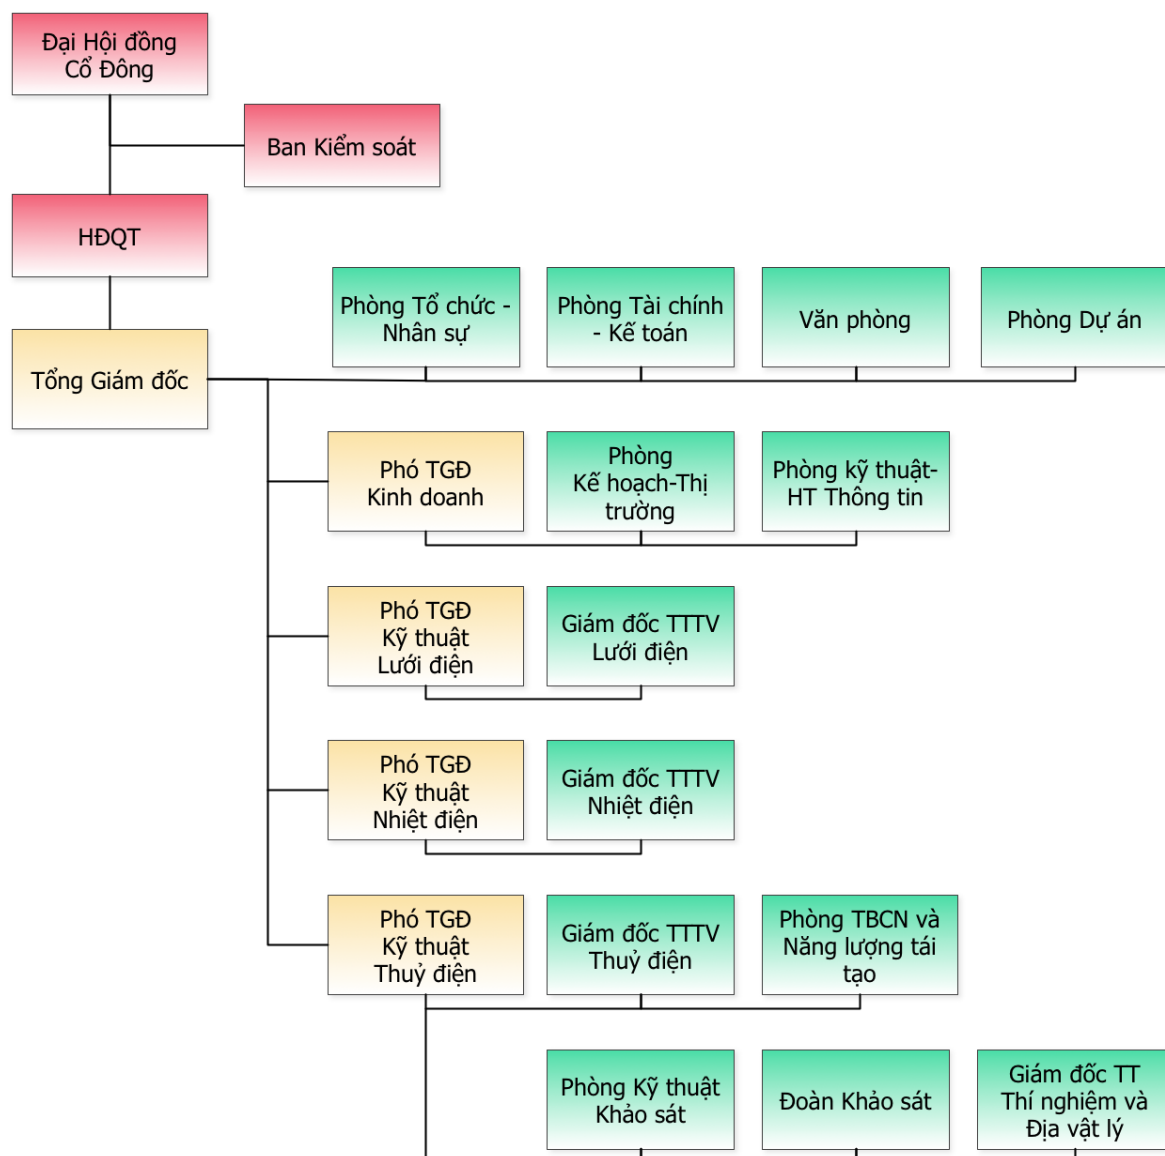 Đại Hội đồng
Cổ Đông
Ban Kiểm soát
HĐQT
Tổng Giám đốc
Phòng Tổ chức -
Nhân sự
Phòng Tài chính
- Kế toán
Văn phòng
Phòng Dự án
Phó TGĐ
Kinh doanh
Phòng
Kế hoạch-Thị
trường
Phòng kỹ thuật-
HT Thông tin
Phó TGĐ
Kỹ thuật
Lưới điện
Giám đốc TTTV
Lưới điện
Phó TGĐ
Kỹ thuật
Nhiệt điện
Giám đốc TTTV
Nhiệt điện
Phó TGĐ
Kỹ thuật
Thuỷ điện
Giám đốc TTTV
Thuỷ điện
Phòng TBCN và
Năng lượng tái
tạo
Phòng Kỹ thuật
Khảo sát
Đoàn Khảo sát
Giám đốc TT
Thí nghiệm và
Địa vật lý